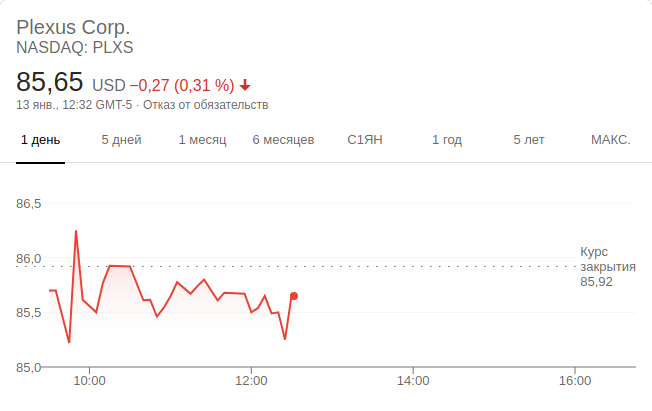 Plexus Corp.
NASDAQ: PLXS
85,65 USD −0,27 (0,31 %)
13 янв., 12:32 GMT-5 · Отказ от обязательств
1 день 5 дней 1 месяц 6 месяцев С1ЯН 1 год 5 лет МАКС.
86,5
86,0
85,5
85,0
Курс
закрытия
85,92
10:00 12:00 14:00 16:00